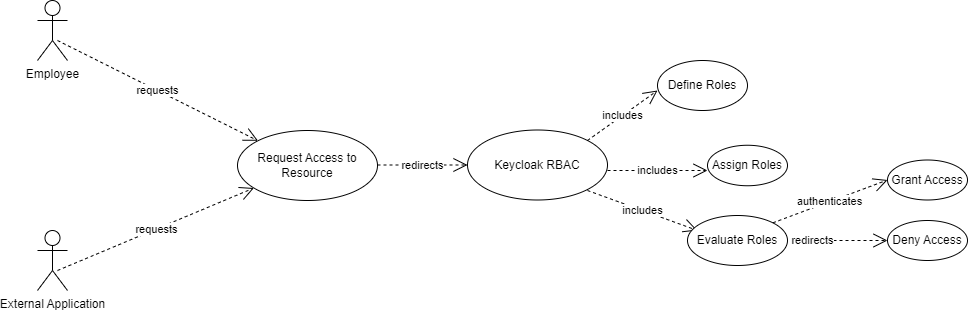 Employee
requests
Define Roles
includes
Request Access to
Resource
redirects
Keycloak RBAC
includes
Assign Roles
Grant Access
authenticates
includes
requests
Evaluate Roles
redirects
Deny Access
External Application